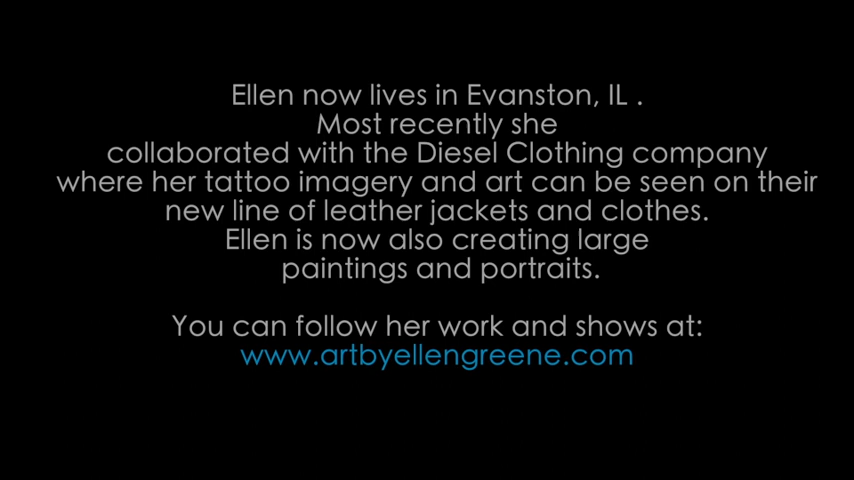 Ellen now lives in Evanston, IL .
Most recently she
collaborated with the Diesel Clothing company
where her tattoo imagery and art can be seen on their
new line of leather jackets and clothes.
Ellen is now also creating large
paintings and portraits.
You can follow her work and shows at:
www.artbyellengreene.com